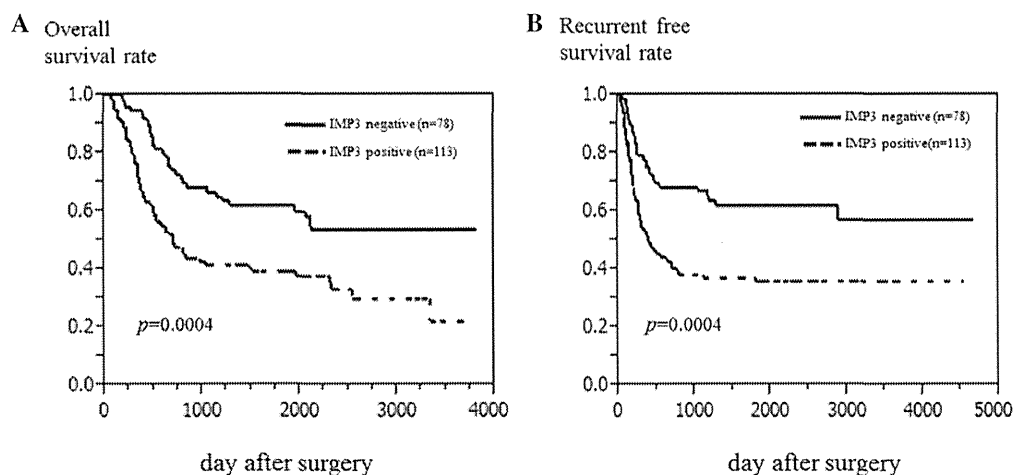 A Overall
survival rate
1.0
0.8
0.6
0.4
0.2
0.0
IMP3 negative (n=78)
IMP3 positive (n=113)
p=0.0004
0 1000 2000 3000 4000
day after surgery
B Recurrent free
survival rate
1.0
0.8
0.6
0.4
0.2
0.0
IMP3 negative (n=78)
IMP3 positive(n=113)
p=0.0004
0 1000 2000 3000 4000 5000
day after surgery